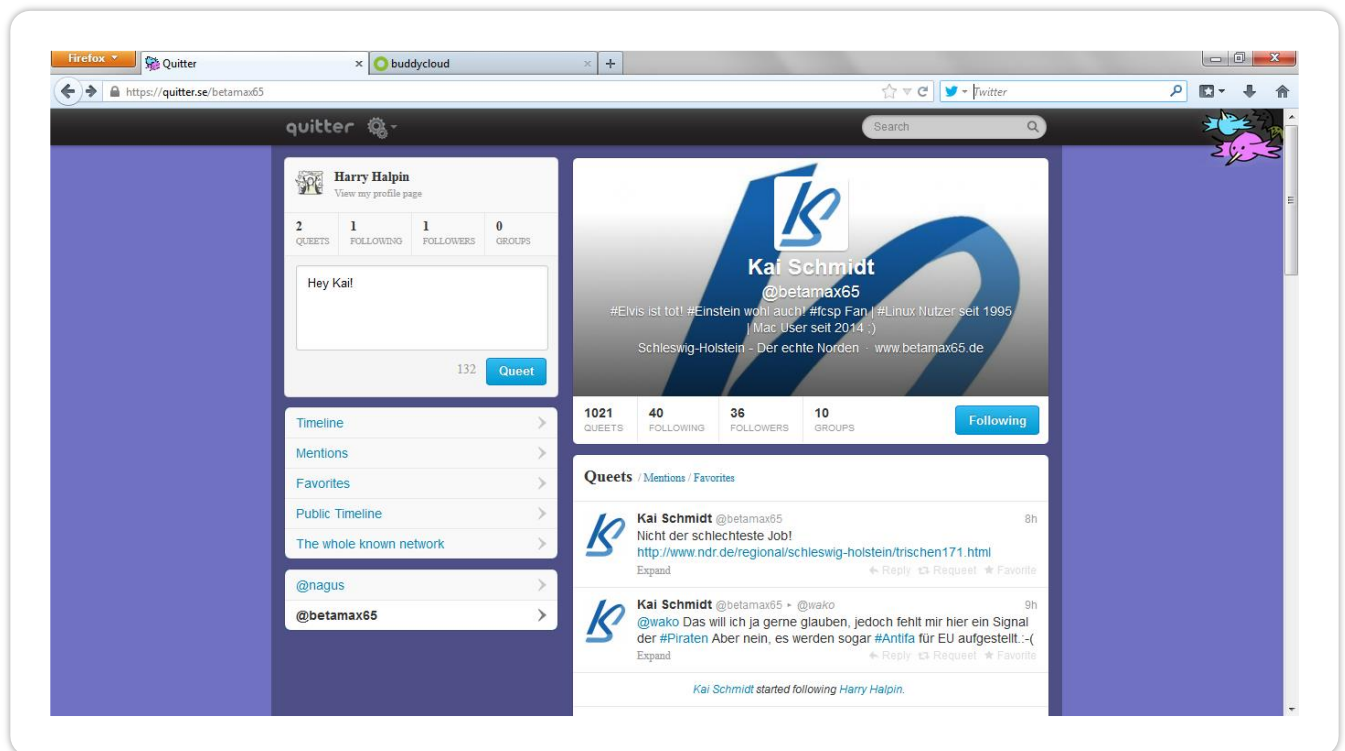 Firefox
Quitter
buddycloud
https://quitter.se/betamax65
Twitter
quitter
Search
Harry Halpin
View my profile page
2 1 1 0
QUEETS FOLLOWING FOLLOWERS GROUPS
Hey Kai!
132 Queet
Timeline
Mentions
Favorites
Public Timeline
The whole known network
@nagus
@betamax65
Kai Schmidt
@betamax65
#Elvis ist tot! #Einstein wohl auch! #fcsp Fan | #Linux Nutzer seit 1995
| Mac User seit 2014 ;)
Schleswig-Holstein - Der echte Norden · www.betamax65.de
1021 40 36 10
QUEETS FOLLOWING FOLLOWERS GROUPS
Following
Queets / Mentions / Favorites
Kai Schmidt @betamax65 8h
Nicht der schlechteste Job!
http://www.ndr.de/regional/schleswig-holstein/trischen171.html
Expand Reply Requeet Favorite
Kai Schmidt @betamax65 ▸ @wako 9h
@wako Das will ich ja gerne glauben, jedoch fehlt mir hier ein Signal
der #Piraten Aber nein, es werden sogar #Antifa für EU aufgestellt.:-(
Expand Reply Requeet Favorite
Kai Schmidt started following Harry Halpin.